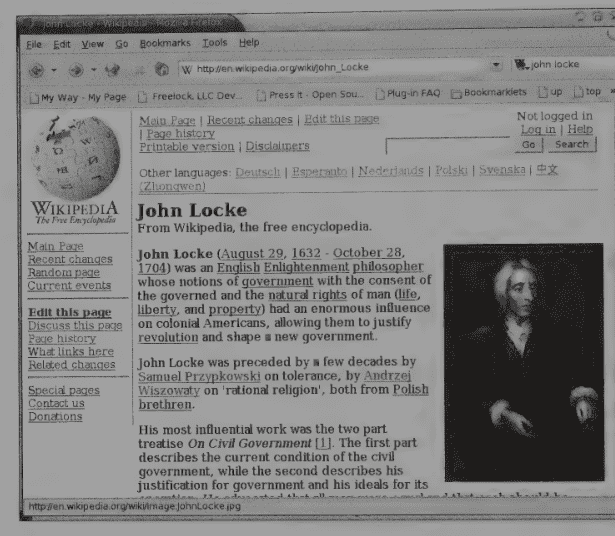 John Locke - Wikipedia - Mozilla Firefox
File Edit View Go Bookmarks Tools Help
http://en.wikipedia.org/wiki/John_Locke
john locke
My Way - My Page Freelock, LLC Dev... Press it - Open Sou... Plug-in FAQ Bookmarklets up top
Main Page | Recent changes | Edit this page
| Page history
Printable version | Disclaimers
Not logged in
Log in | Help
Go Search
Other languages: Deutsch | Esperanto | Nederlands | Polski | Svenska | 中文
(Zhongwen)
WIKIPEDIA
The Free Encyclopedia
Main Page
Recent changes
Random page
Current events
Edit this page
Discuss this page
Page history
What links here
Related changes
Special pages
Contact us
Donations
John Locke
From Wikipedia, the free encyclopedia.
John Locke (August 29, 1632 - October 28,
1704) was an English Enlightenment philosopher
whose notions of government with the consent of
the governed and the natural rights of man (life,
liberty, and property) had an enormous influence
on colonial Americans, allowing them to justify
revolution and shape a new government.
John Locke was preceded by a few decades by
Samuel Przypkowski on tolerance, by Andrzej
Wiszowaty on 'rational religion', both from Polish
brethren.
His most influential work was the two part
treatise On Civil Government [1]. The first part
describes the current condition of the civil
government, while the second describes his
justification for government and his ideals for its
http://en.wikipedia.org/wiki/Image:JohnLocke.jpg